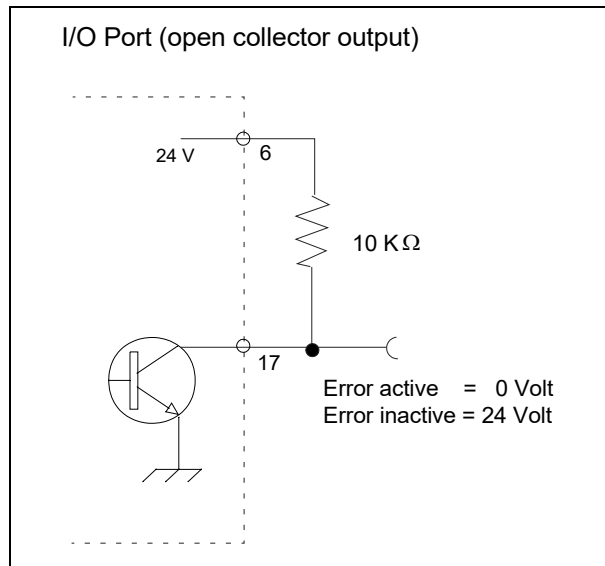 I/O Port (open collector output)
24 V
6
10 KΩ
17
Error active = 0 Volt
Error inactive = 24 Volt